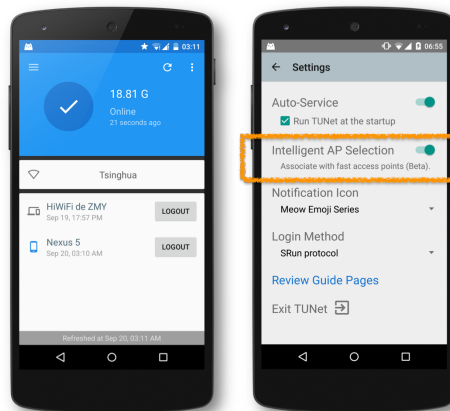 03:11
18.81 G
Online
21 seconds ago
Tsinghua
HiWiFi de ZMY
Sep 19, 17:57 PM
LOGOUT
Nexus 5
Sep 20, 03:10 AM
LOGOUT
Refreshed at Sep 20, 03:11 AM
06:55
Settings
Auto-Service
Run TUNet at the startup
Intelligent AP Selection
Associate with fast access points (Beta).
Notification Icon
Meow Emoji Series
Login Method
SRun protocol
Review Guide Pages
Exit TUNet